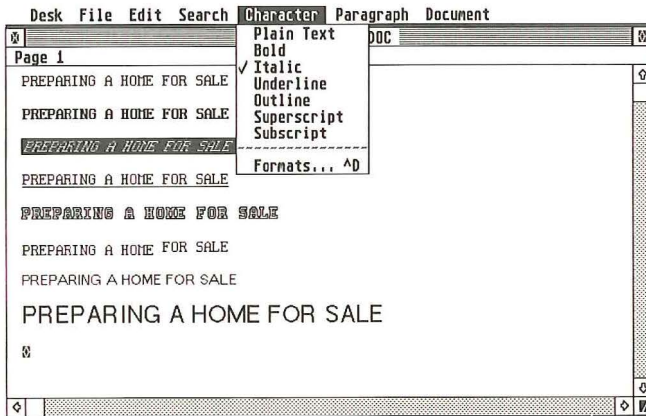 Desk File Edit Search Character Paragraph Document
DOC
Page 1
Plain Text
Bold
✓ Italic
Underline
Outline
Superscript
Subscript
Formats... ^D
PREPARING A HOME FOR SALE
PREPARING A HOME FOR SALE
PREPARING A HOME FOR SALE
PREPARING A HOME FOR SALE
PREPARING A HOME FOR SALE
PREPARING A HOME FOR SALE
PREPARING A HOME FOR SALE
PREPARING A HOME FOR SALE